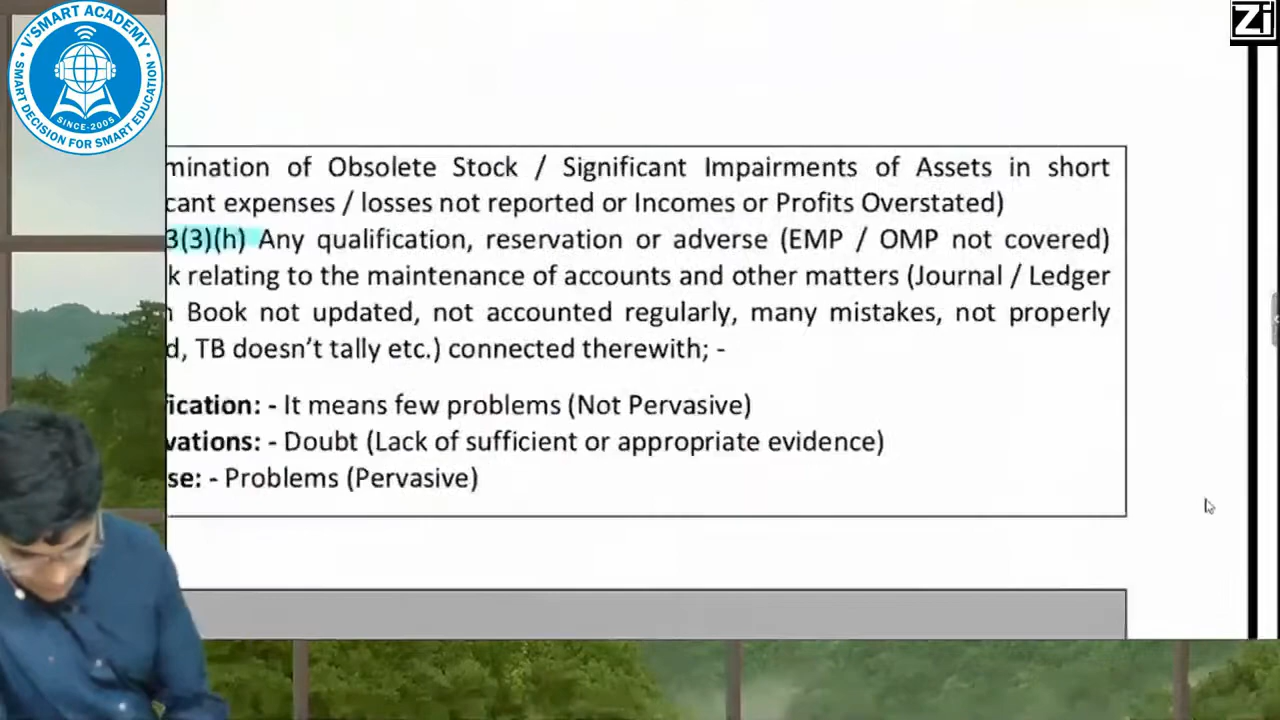 V'SMART ACADEMY
SINCE-2005
SMART DECISION FOR SMART EDUCATION
Zi
mination of Obsolete Stock / Significant Impairments of Assets in short
cant expenses / losses not reported or Incomes or Profits Overstated)
3(3)(h) Any qualification, reservation or adverse (EMP / OMP not covered)
k relating to the maintenance of accounts and other matters (Journal / Ledger
Book not updated, not accounted regularly, many mistakes, not properly
d, TB doesn't tally etc.) connected therewith; -
ication: - It means few problems (Not Pervasive)
vations: - Doubt (Lack of sufficient or appropriate evidence)
se: - Problems (Pervasive)